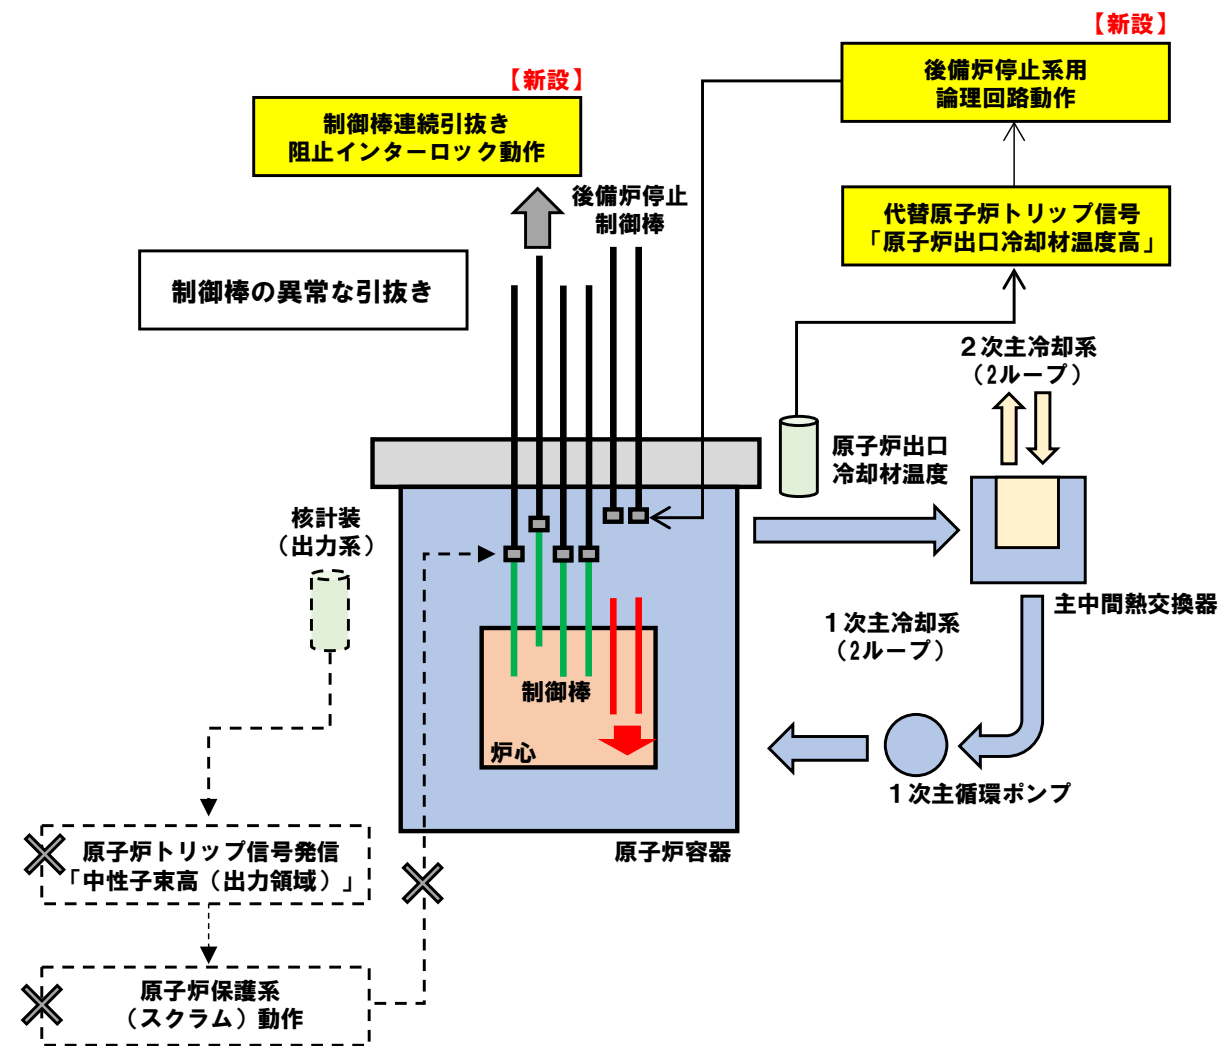 【新設】
後備炉停止系用
論理回路動作
【新設】
制御棒連続引抜き
阻止インターロック動作
後備炉停止
制御棒
代替原子炉トリップ信号
「原子炉出口冷却材温度高」
制御棒の異常な引抜き
２次主冷却系
（2ループ）
原子炉出口
冷却材温度
核計装
（出力系）
主中間熱交換器
１次主冷却系
（2ループ）
制御棒
炉心
１次主循環ポンプ
原子炉容器
原子炉トリップ信号発信
「中性子束高（出力領域）」
原子炉保護系
（スクラム）動作